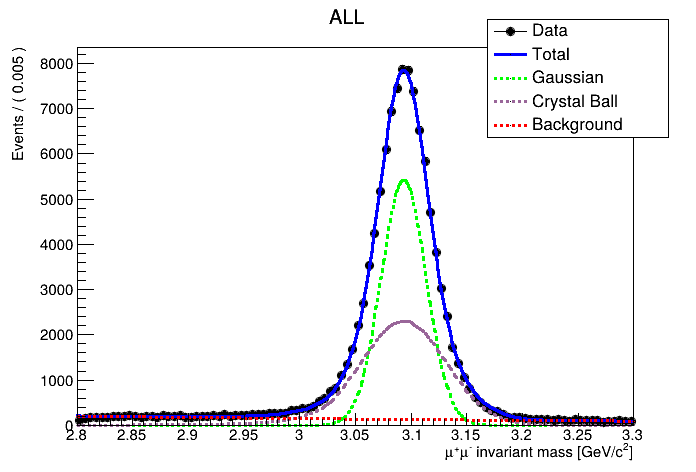 ALL
Data
Total
Gaussian
Crystal Ball
Background
Events / ( 0.005 )
8000
7000
6000
5000
4000
3000
2000
1000
0
2.8 2.85 2.9 2.95 3 3.05 3.1 3.15 3.2 3.25 3.3
μ⁺μ⁻ invariant mass [GeV/c²]